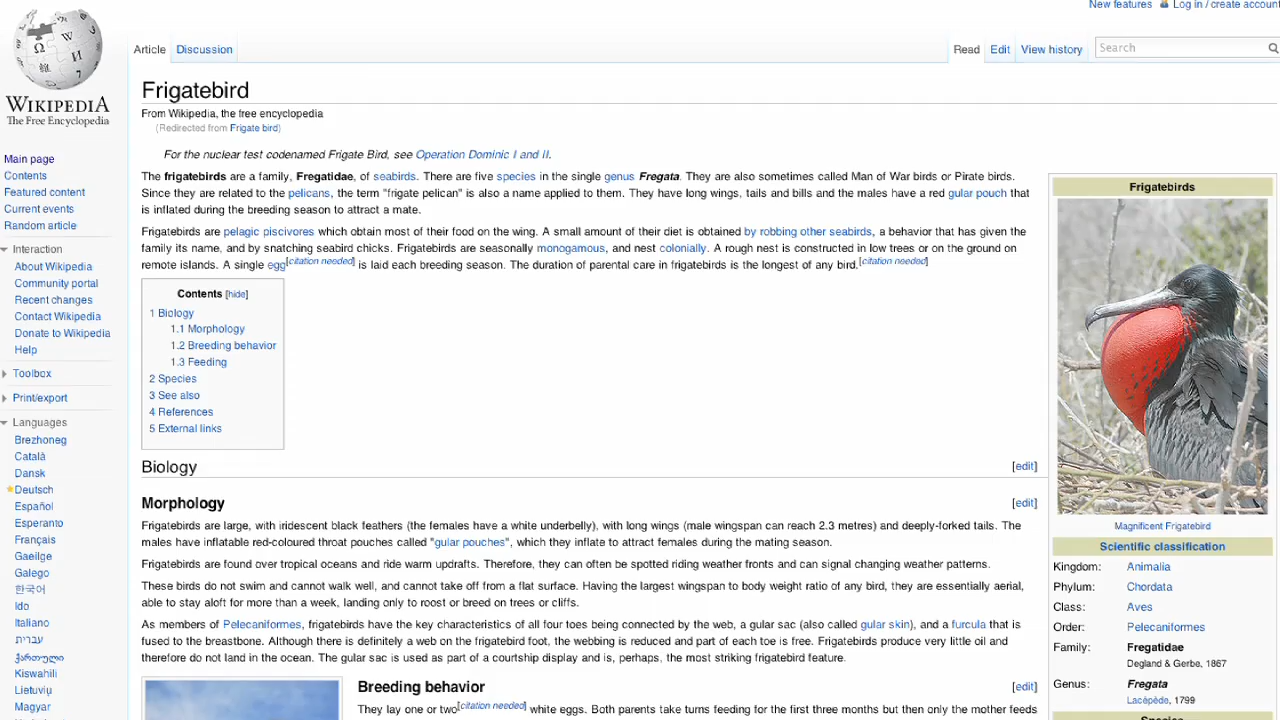 New features Log in / create account
WIKIPEDIA
The Free Encyclopedia
Article Discussion Read Edit View history Search
Main page
Contents
Featured content
Current events
Random article
Interaction
About Wikipedia
Community portal
Recent changes
Contact Wikipedia
Donate to Wikipedia
Help
Toolbox
Print/export
Languages
Brezhoneg
Català
Dansk
Deutsch
Español
Esperanto
Français
Gaeilge
Galego
한국어
Ido
Italiano
עברית
ქართული
Kiswahili
Lietuvių
Magyar
Frigatebird
From Wikipedia, the free encyclopedia
(Redirected from Frigate bird)
For the nuclear test codenamed Frigate Bird, see Operation Dominic I and II.
The frigatebirds are a family, Fregatidae, of seabirds. There are five species in the single genus Fregata. They are also sometimes called Man of War birds or Pirate birds.
Since they are related to the pelicans, the term "frigate pelican" is also a name applied to them. They have long wings, tails and bills and the males have a red gular pouch that
is inflated during the breeding season to attract a mate.
Frigatebirds are pelagic piscivores which obtain most of their food on the wing. A small amount of their diet is obtained by robbing other seabirds, a behavior that has given the
family its name, and by snatching seabird chicks. Frigatebirds are seasonally monogamous, and nest colonially. A rough nest is constructed in low trees or on the ground on
remote islands. A single egg[citation needed] is laid each breeding season. The duration of parental care in frigatebirds is the longest of any bird.[citation needed]
Contents [hide]
1 Biology
1.1 Morphology
1.2 Breeding behavior
1.3 Feeding
2 Species
3 See also
4 References
5 External links
Biology [edit]
Morphology [edit]
Frigatebirds are large, with iridescent black feathers (the females have a white underbelly), with long wings (male wingspan can reach 2.3 metres) and deeply-forked tails. The
males have inflatable red-coloured throat pouches called "gular pouches", which they inflate to attract females during the mating season.
Frigatebirds are found over tropical oceans and ride warm updrafts. Therefore, they can often be spotted riding weather fronts and can signal changing weather patterns.
These birds do not swim and cannot walk well, and cannot take off from a flat surface. Having the largest wingspan to body weight ratio of any bird, they are essentially aerial,
able to stay aloft for more than a week, landing only to roost or breed on trees or cliffs.
As members of Pelecaniformes, frigatebirds have the key characteristics of all four toes being connected by the web, a gular sac (also called gular skin), and a furcula that is
fused to the breastbone. Although there is definitely a web on the frigatebird foot, the webbing is reduced and part of each toe is free. Frigatebirds produce very little oil and
therefore do not land in the ocean. The gular sac is used as part of a courtship display and is, perhaps, the most striking frigatebird feature.
Breeding behavior [edit]
They lay one or two[citation needed] white eggs. Both parents take turns feeding for the first three months but then only the mother feeds
Frigatebirds
Magnificent Frigatebird
Scientific classification
Kingdom: Animalia
Phylum: Chordata
Class: Aves
Order: Pelecaniformes
Family: Fregatidae
Degland & Gerbe, 1867
Genus: Fregata
Lacépède, 1799
Species